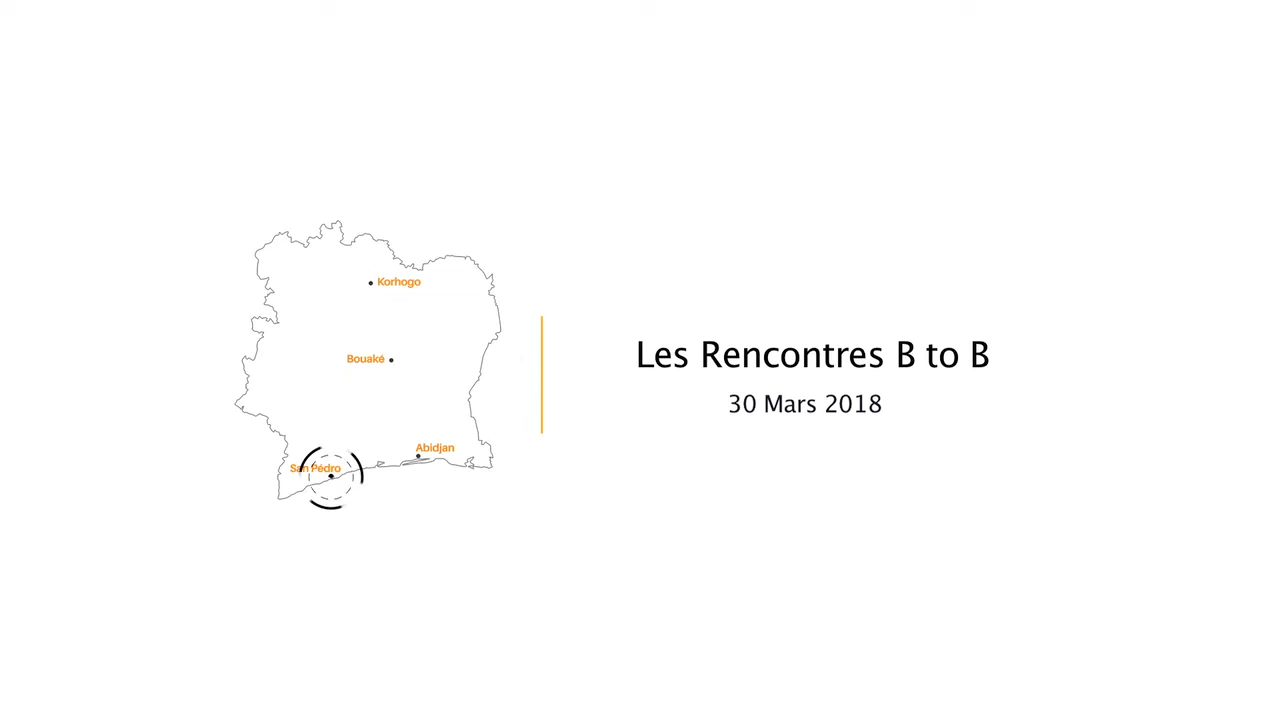 Korhogo
Bouaké
Abidjan
San Pédro
Les Rencontres B to B
30 Mars 2018